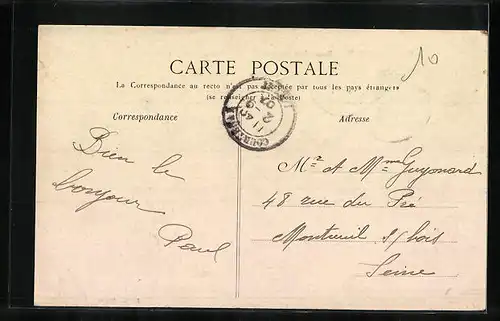 10
CARTE POSTALE
La Correspondance au recto n'est pas acceptée par tous les pays étrangers
(se renseigner à la Poste)
Correspondance
Adresse
Bien le
bonjour
Paul
Mr et Mme Guyonard
48 rue du Pré
Montreuil s/bois
Seine